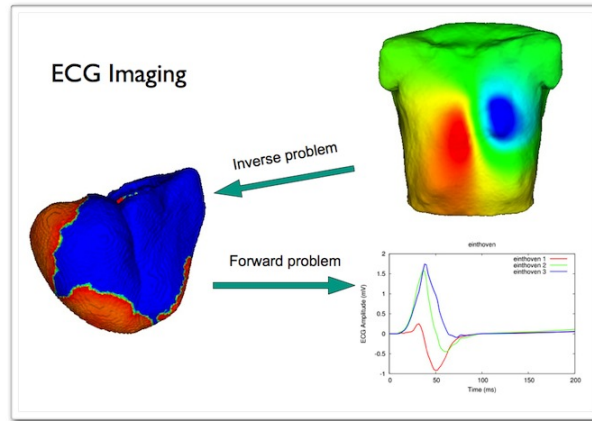 ECG Imaging
Inverse problem
Forward problem
einthoven
einthoven 1
einthoven 2
einthoven 3
ECG Amplitude (mV)
2
1.5
1
0.5
0
-0.5
-1
0
50
100
150
200
Time (ms)